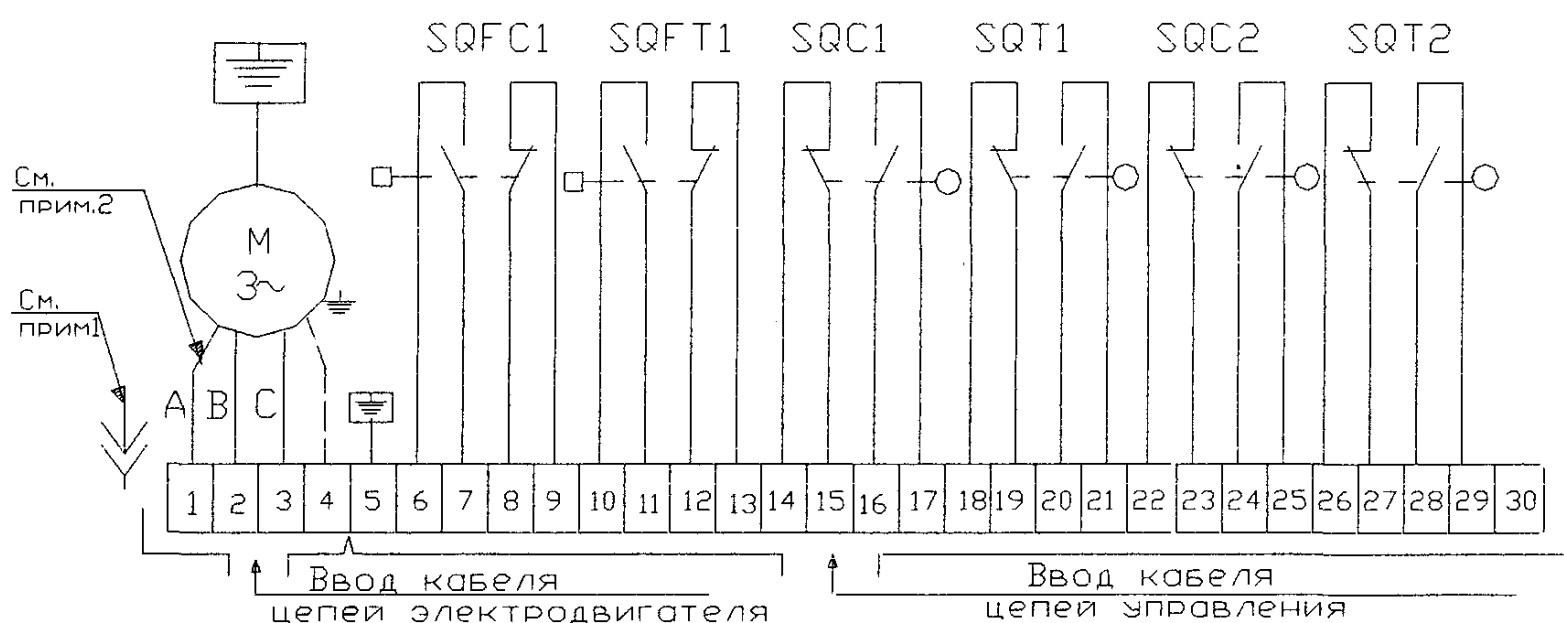 SQFC1 SQFT1 SQC1 SQT1 SQC2 SQT2
См.
прим.2
М
3~
См.
прим1
А В С
1 2 3 4 5 6 7 8 9 10 11 12 13 14 15 16 17 18 19 20 21 22 23 24 25 26 27 28 29 30
Ввод кабеля
цепей электродвигателя
Ввод кабеля
цепей управления